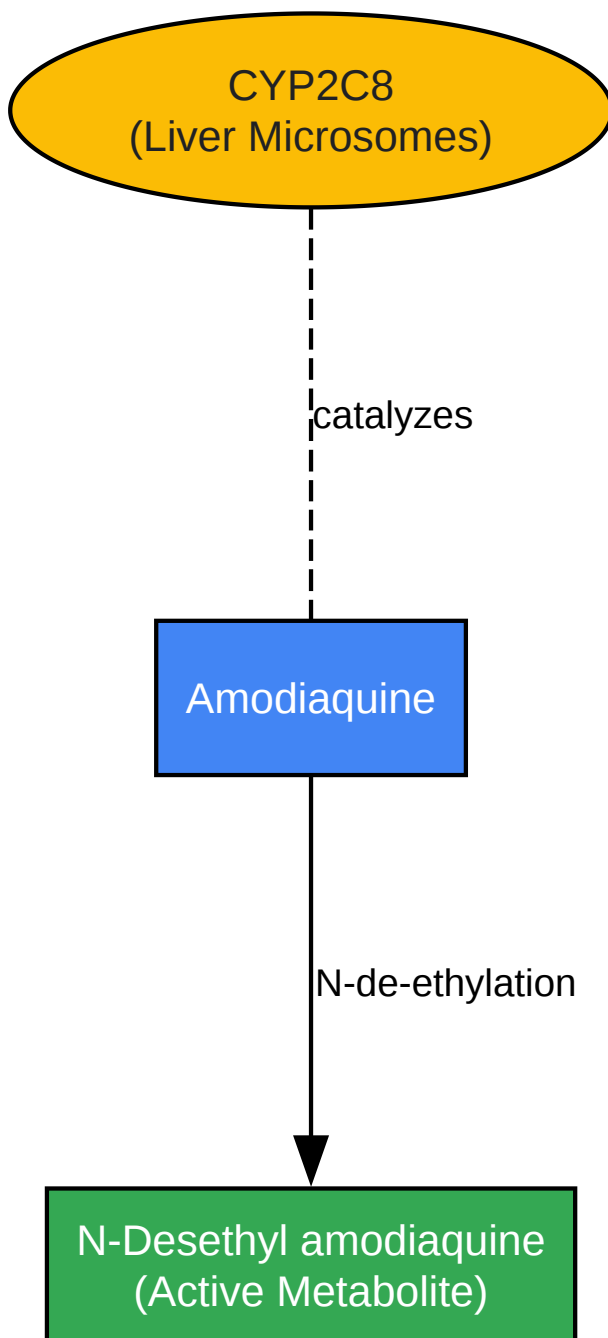 CYP2C8
(Liver Microsomes)
catalyzes
Amodiaquine
N-de-ethylation
N-Desethyl amodiaquine
(Active Metabolite)